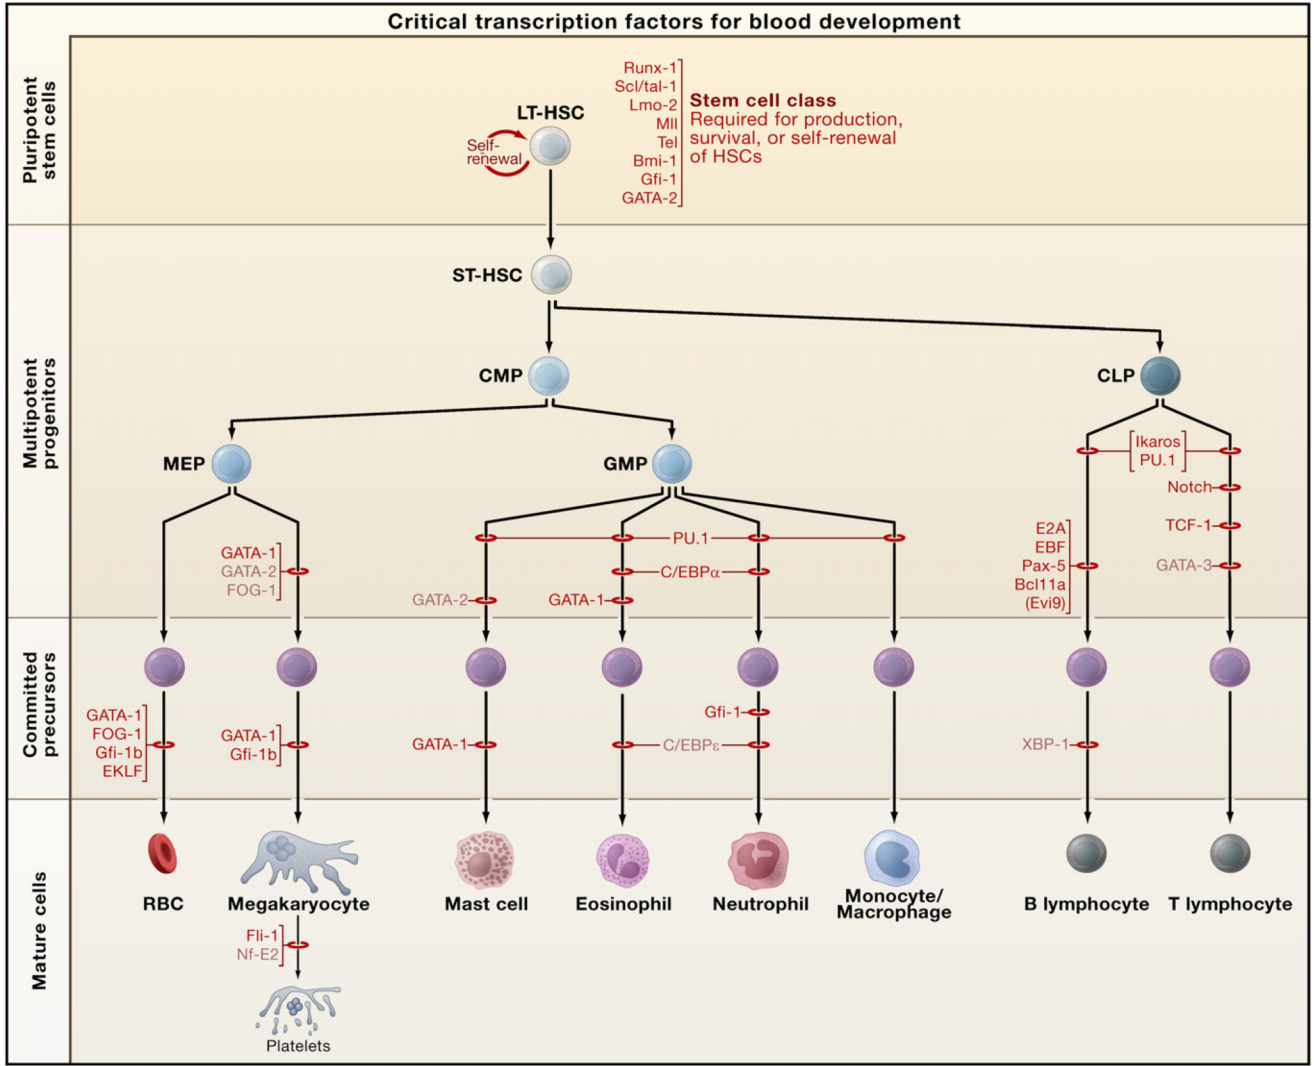 Critical transcription factors for blood development
Pluripotent
stem cells
LT-HSC
Self-
renewal
Runx-1
Scl/tal-1
Lmo-2
Mll
Tel
Bmi-1
Gfi-1
GATA-2
Stem cell class
Required for production,
survival, or self-renewal
of HSCs
Multipotent
progenitors
ST-HSC
CMP
CLP
MEP
GMP
Ikaros
PU.1
Notch
TCF-1
GATA-3
E2A
EBF
Pax-5
Bcl11a
(Evi9)
GATA-1
GATA-2
FOG-1
PU.1
C/EBPα
GATA-2
GATA-1
Committed
precursors
GATA-1
FOG-1
Gfi-1b
EKLF
GATA-1
Gfi-1b
GATA-1
Gfi-1
C/EBPε
XBP-1
Mature cells
RBC
Megakaryocyte
Mast cell
Eosinophil
Neutrophil
Monocyte/
Macrophage
B lymphocyte
T lymphocyte
Fli-1
Nf-E2
Platelets